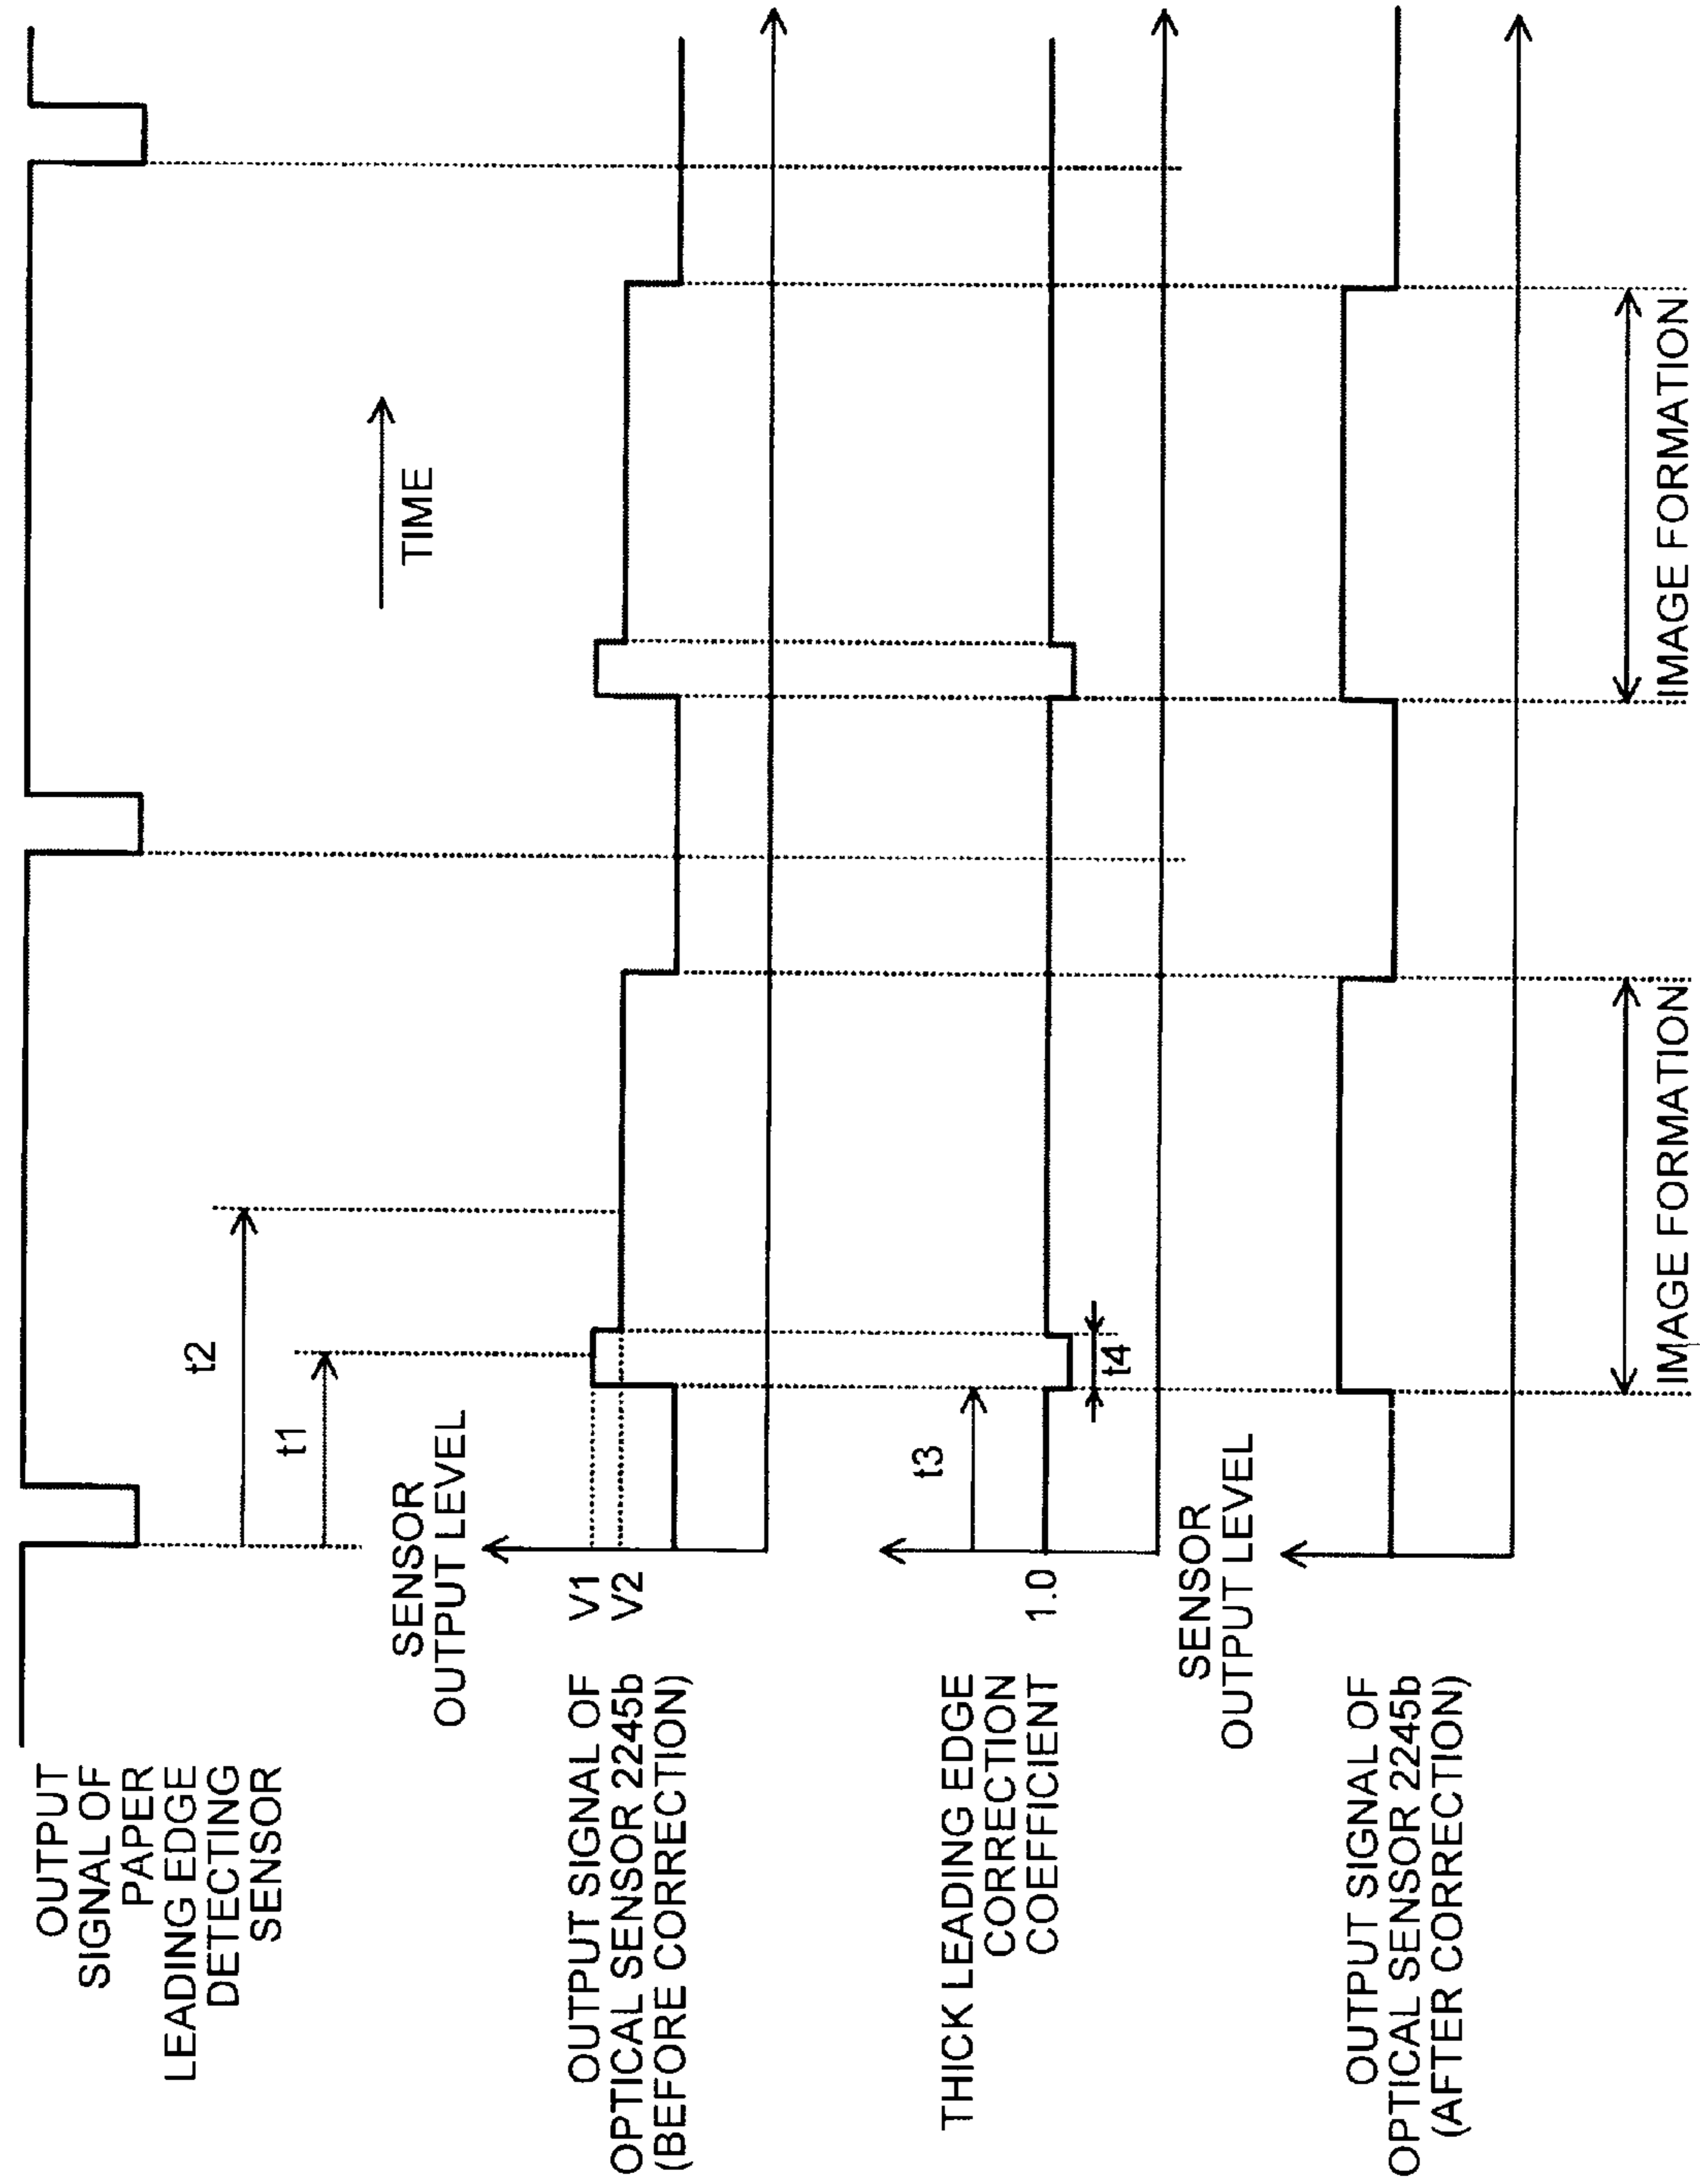 OUTPUT
SIGNAL OF
PAPER
LEADING EDGE
DETECTING
SENSOR
t2
t1
TIME
SENSOR
OUTPUT LEVEL
V1
V2
OUTPUT SIGNAL OF
OPTICAL SENSOR 2245b
(BEFORE CORRECTION)
t3
t4
1.0
THICK LEADING EDGE
CORRECTION
COEFFICIENT
SENSOR
OUTPUT LEVEL
OUTPUT SIGNAL OF
OPTICAL SENSOR 2245b
(AFTER CORRECTION)
IMAGE FORMATION
IMAGE FORMATION